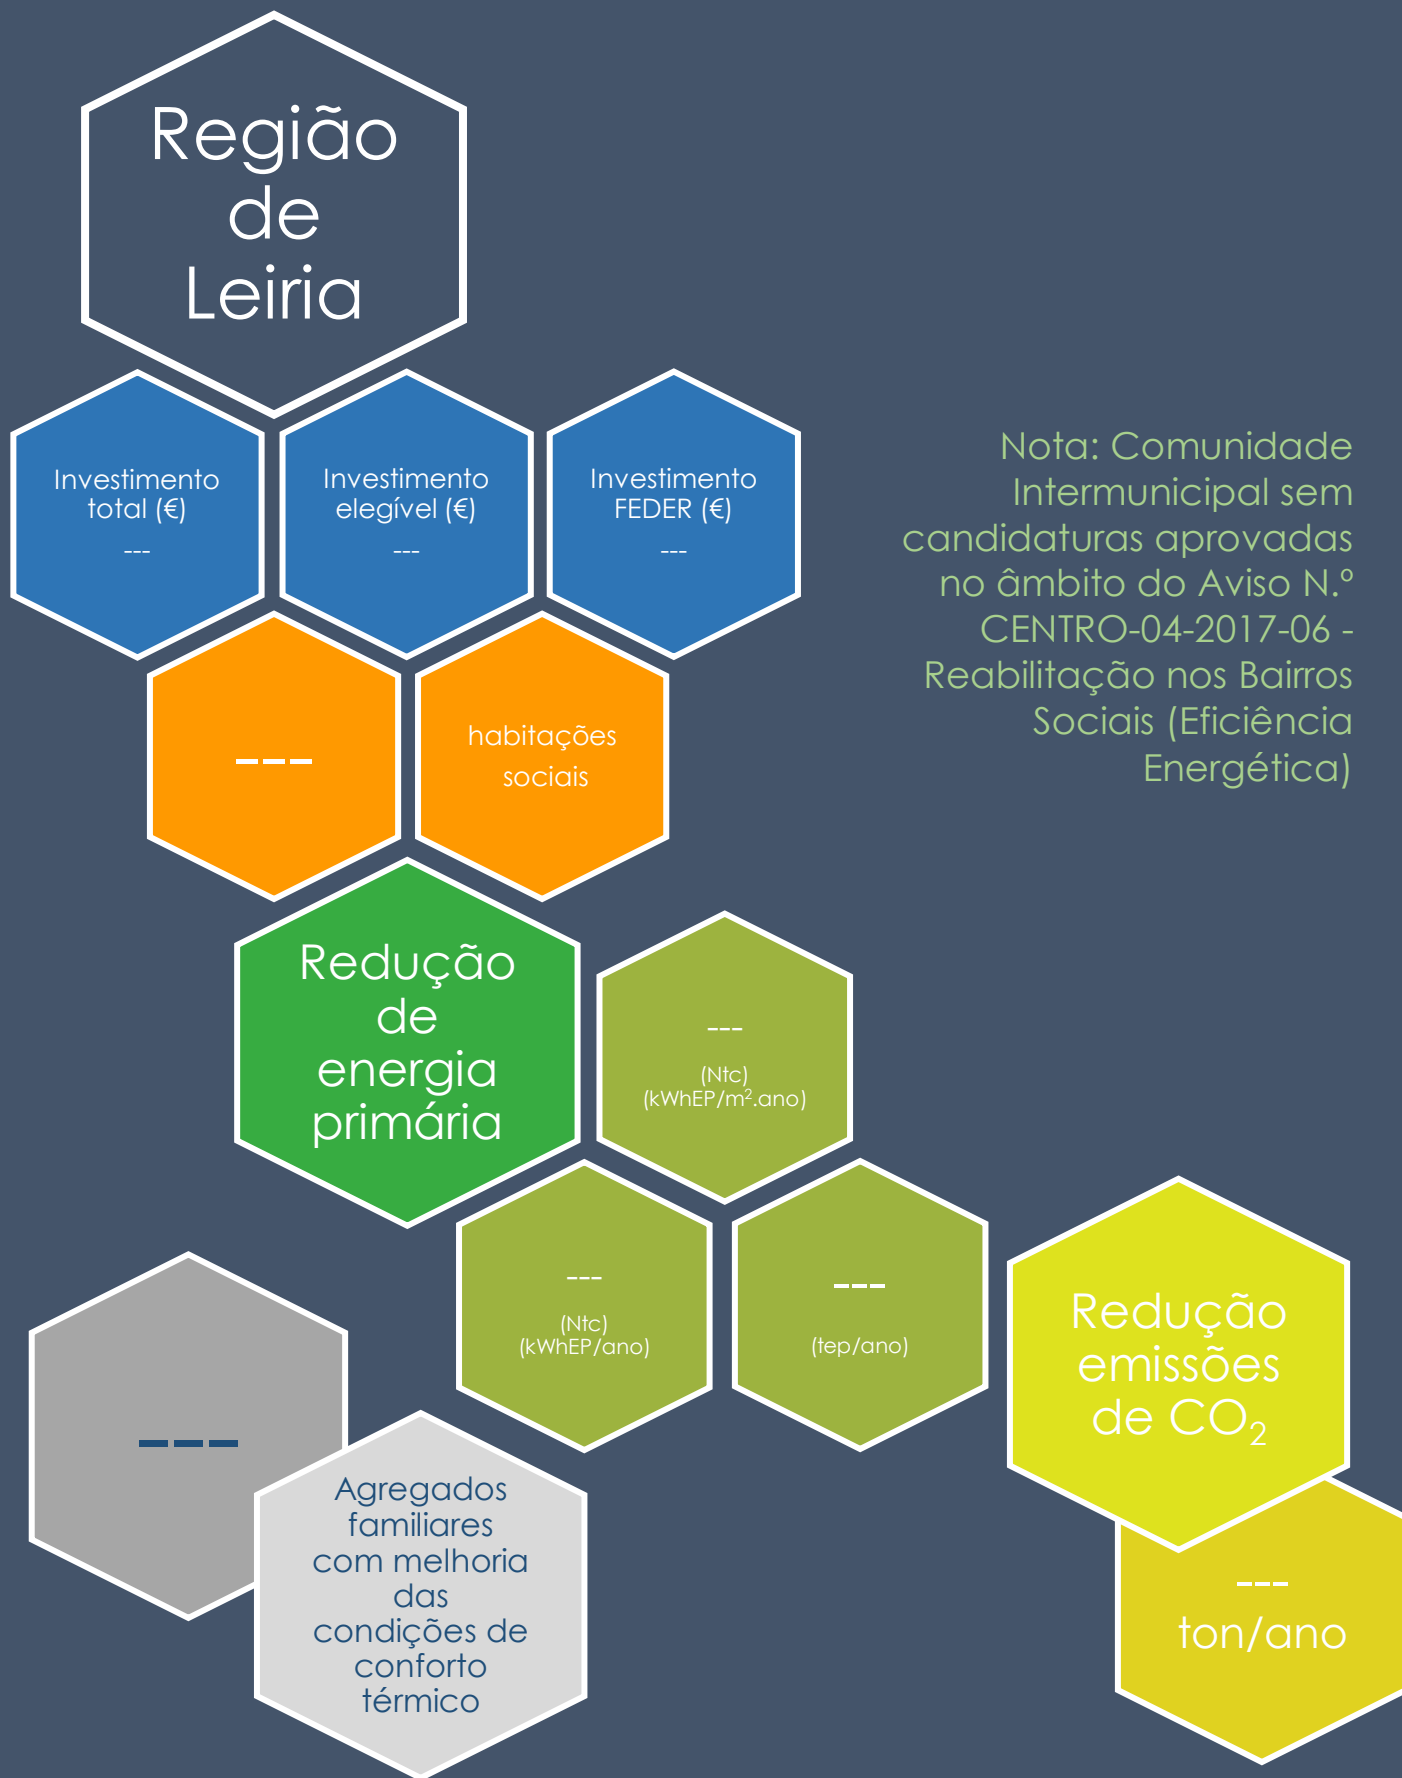 Região
de
Leiria
Investimento
total (€)
---
Investimento
elegível (€)
---
Investimento
FEDER (€)
---
Nota: Comunidade
Intermunicipal sem
candidaturas aprovadas
no âmbito do Aviso N.º
CENTRO-04-2017-06 -
Reabilitação nos Bairros
Sociais (Eficiência
Energética)
---
habitações
sociais
Redução
de
energia
primária
---
(Ntc)
(kWhEP/m².ano)
---
(Ntc)
(kWhEP/ano)
---
(tep/ano)
Redução
emissões
de CO₂
---
ton/ano
---
Agregados
familiares
com melhoria
das
condições de
conforto
térmico